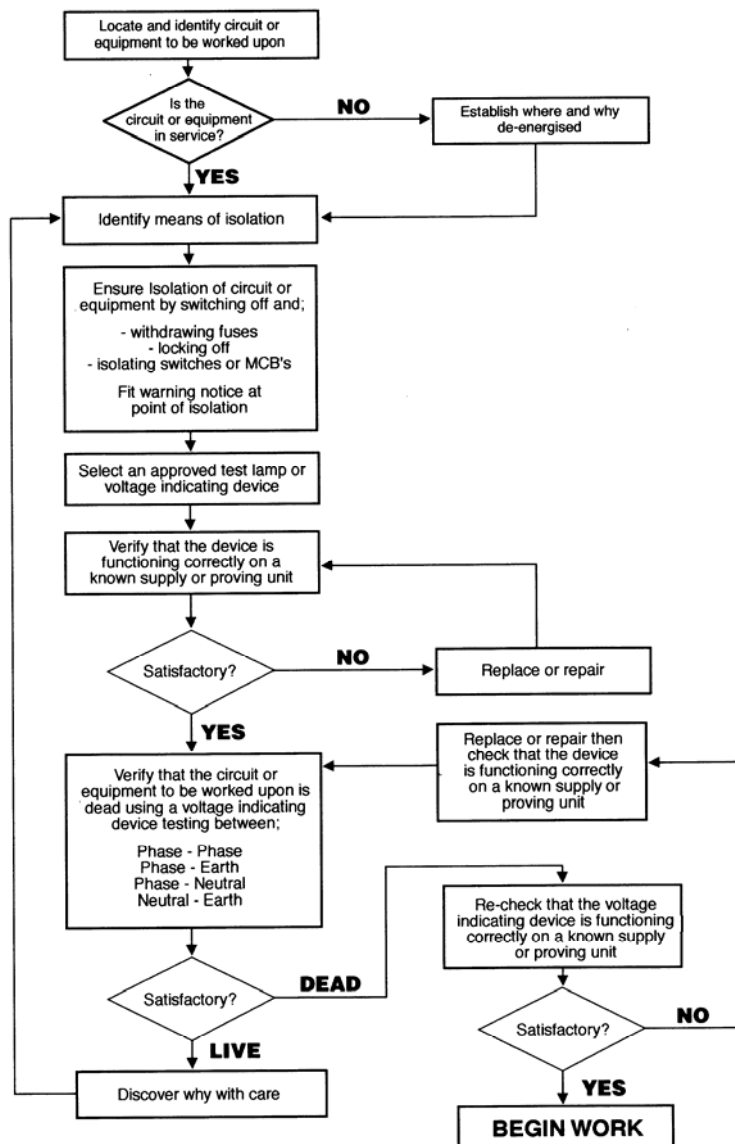 Locate and identify circuit or
equipment to be worked upon
Is the
circuit or equipment
in service?
NO
Establish where and why
de-energised
YES
Identify means of isolation
Ensure Isolation of circuit or
equipment by switching off and;
- withdrawing fuses
- locking off
- isolating switches or MCB's
Fit warning notice at
point of isolation
Select an approved test lamp or
voltage indicating device
Verify that the device is
functioning correctly on a
known supply or proving unit
Satisfactory?
NO
Replace or repair
YES
Replace or repair then
check that the device
is functioning correctly
on a known supply or
proving unit
Verify that the circuit or
equipment to be worked upon is
dead using a voltage indicating
device testing between;
Phase - Phase
Phase - Earth
Phase - Neutral
Neutral - Earth
Re-check that the voltage
indicating device is functioning
correctly on a known supply
or proving unit
Satisfactory?
DEAD
LIVE
Satisfactory?
NO
YES
Discover why with care
BEGIN WORK